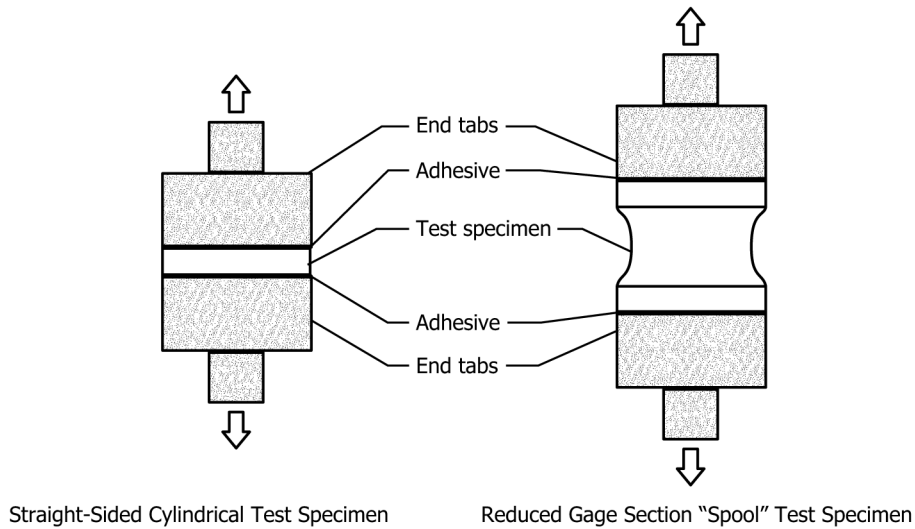 End tabs
Adhesive
Test specimen
Adhesive
End tabs
Straight-Sided Cylindrical Test Specimen
Reduced Gage Section “Spool” Test Specimen